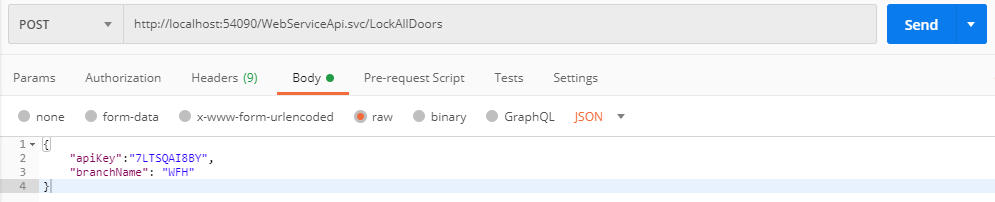 POST http://localhost:54090/WebServiceApi.svc/LockAllDoors Send
Params Authorization Headers (9) Body Pre-request Script Tests Settings
none form-data x-www-form-urlencoded raw binary GraphQL JSON
1 {
2 "apiKey":"7LTSQAI8BY",
3 "branchName": "WFH"
4 }